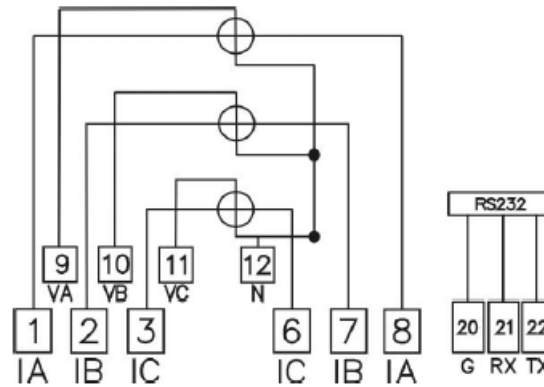 RS232
9 10 11 12
VA VB VC N
1 2 3 6 7 8 20 21 22
IA IB IC IC IB IA G RX TX